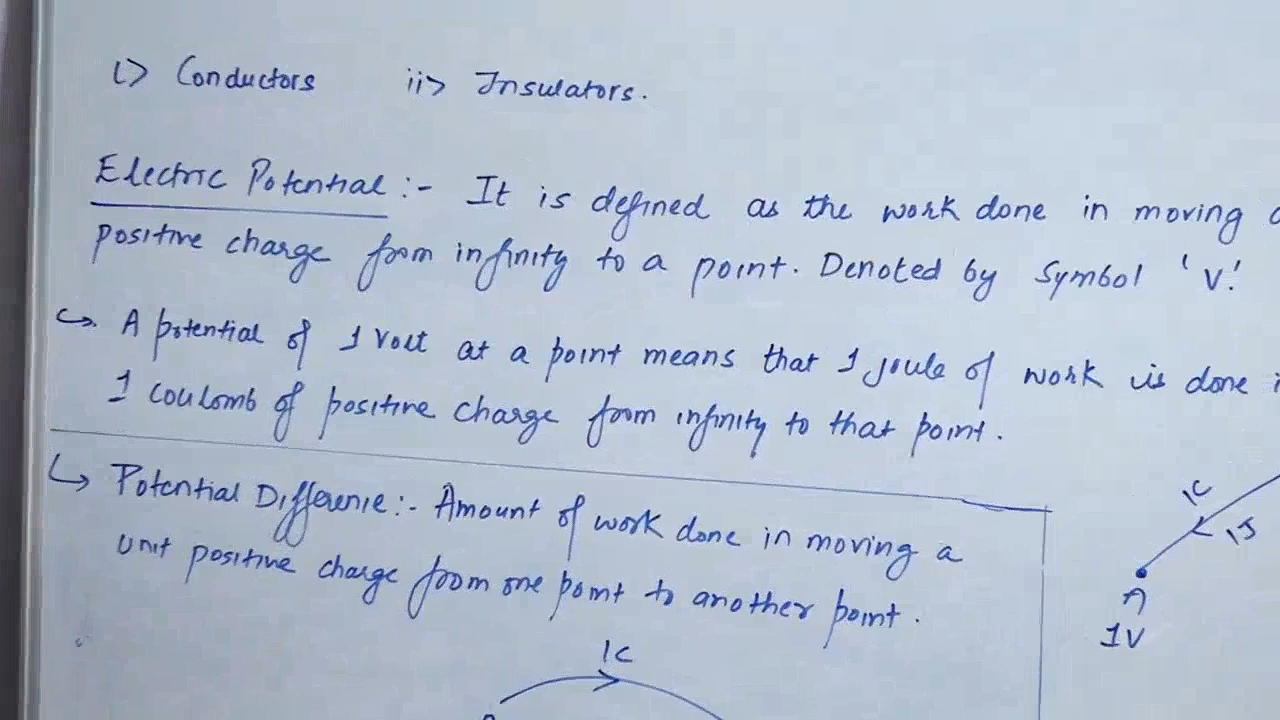 i> Conductors ii> Insulators.
Electric Potential :- It is defined as the work done in moving
positive charge from infinity to a point. Denoted by Symbol 'V'.
↪ A potential of 1 Volt at a point means that 1 joule of work is done
1 Coulomb of positive charge from infinity to that point.
↪ Potential Difference:- Amount of work done in moving a
unit positive charge from one point to another point.
1C
1J
A
1V
1C